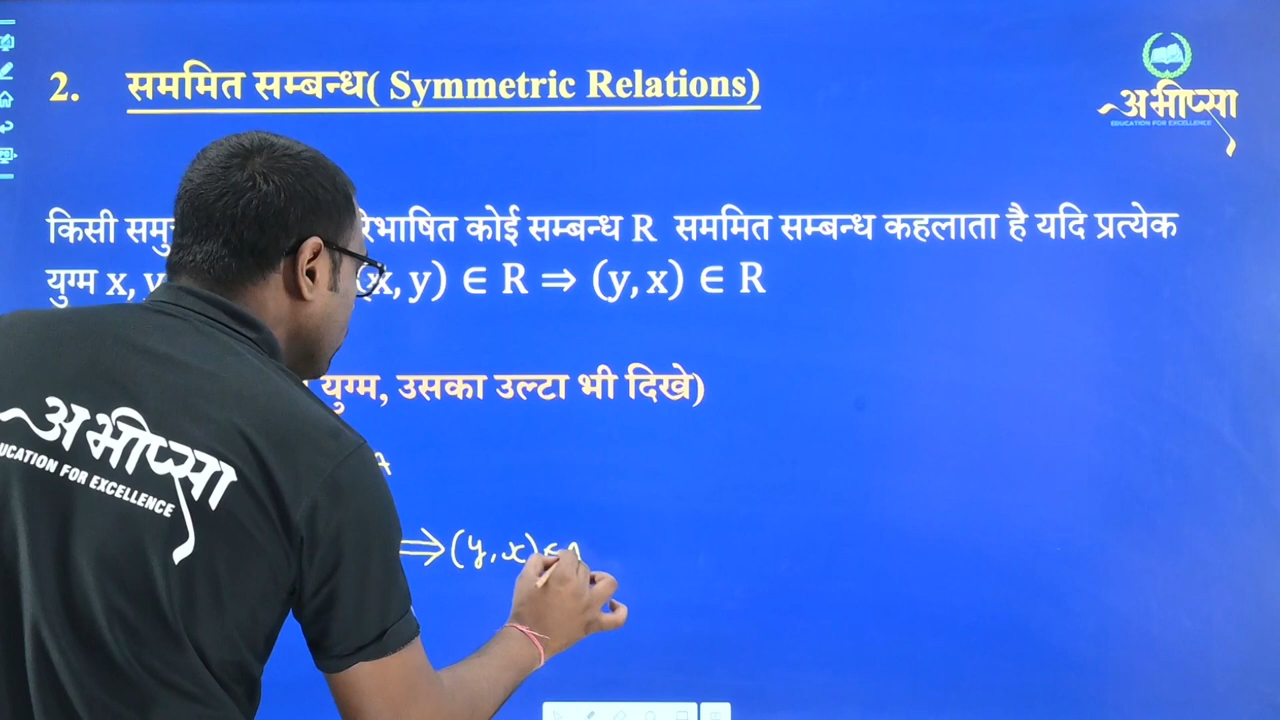 2. सममित सम्बन्ध( Symmetric Relations)
अभीप्सा
EDUCATION FOR EXCELLENCE
किसी रिभाषित कोई सम्बन्ध R सममित सम्बन्ध कहलाता है यदि प्रत्येक
युग्म x, (x, y) ∈ R ⇒ (y, x) ∈ R
युग्म, उसका उल्टा भी दिखे)
अभीप्सा
UCATION FOR EXCELLENCE
⇒ (y, x) ∈